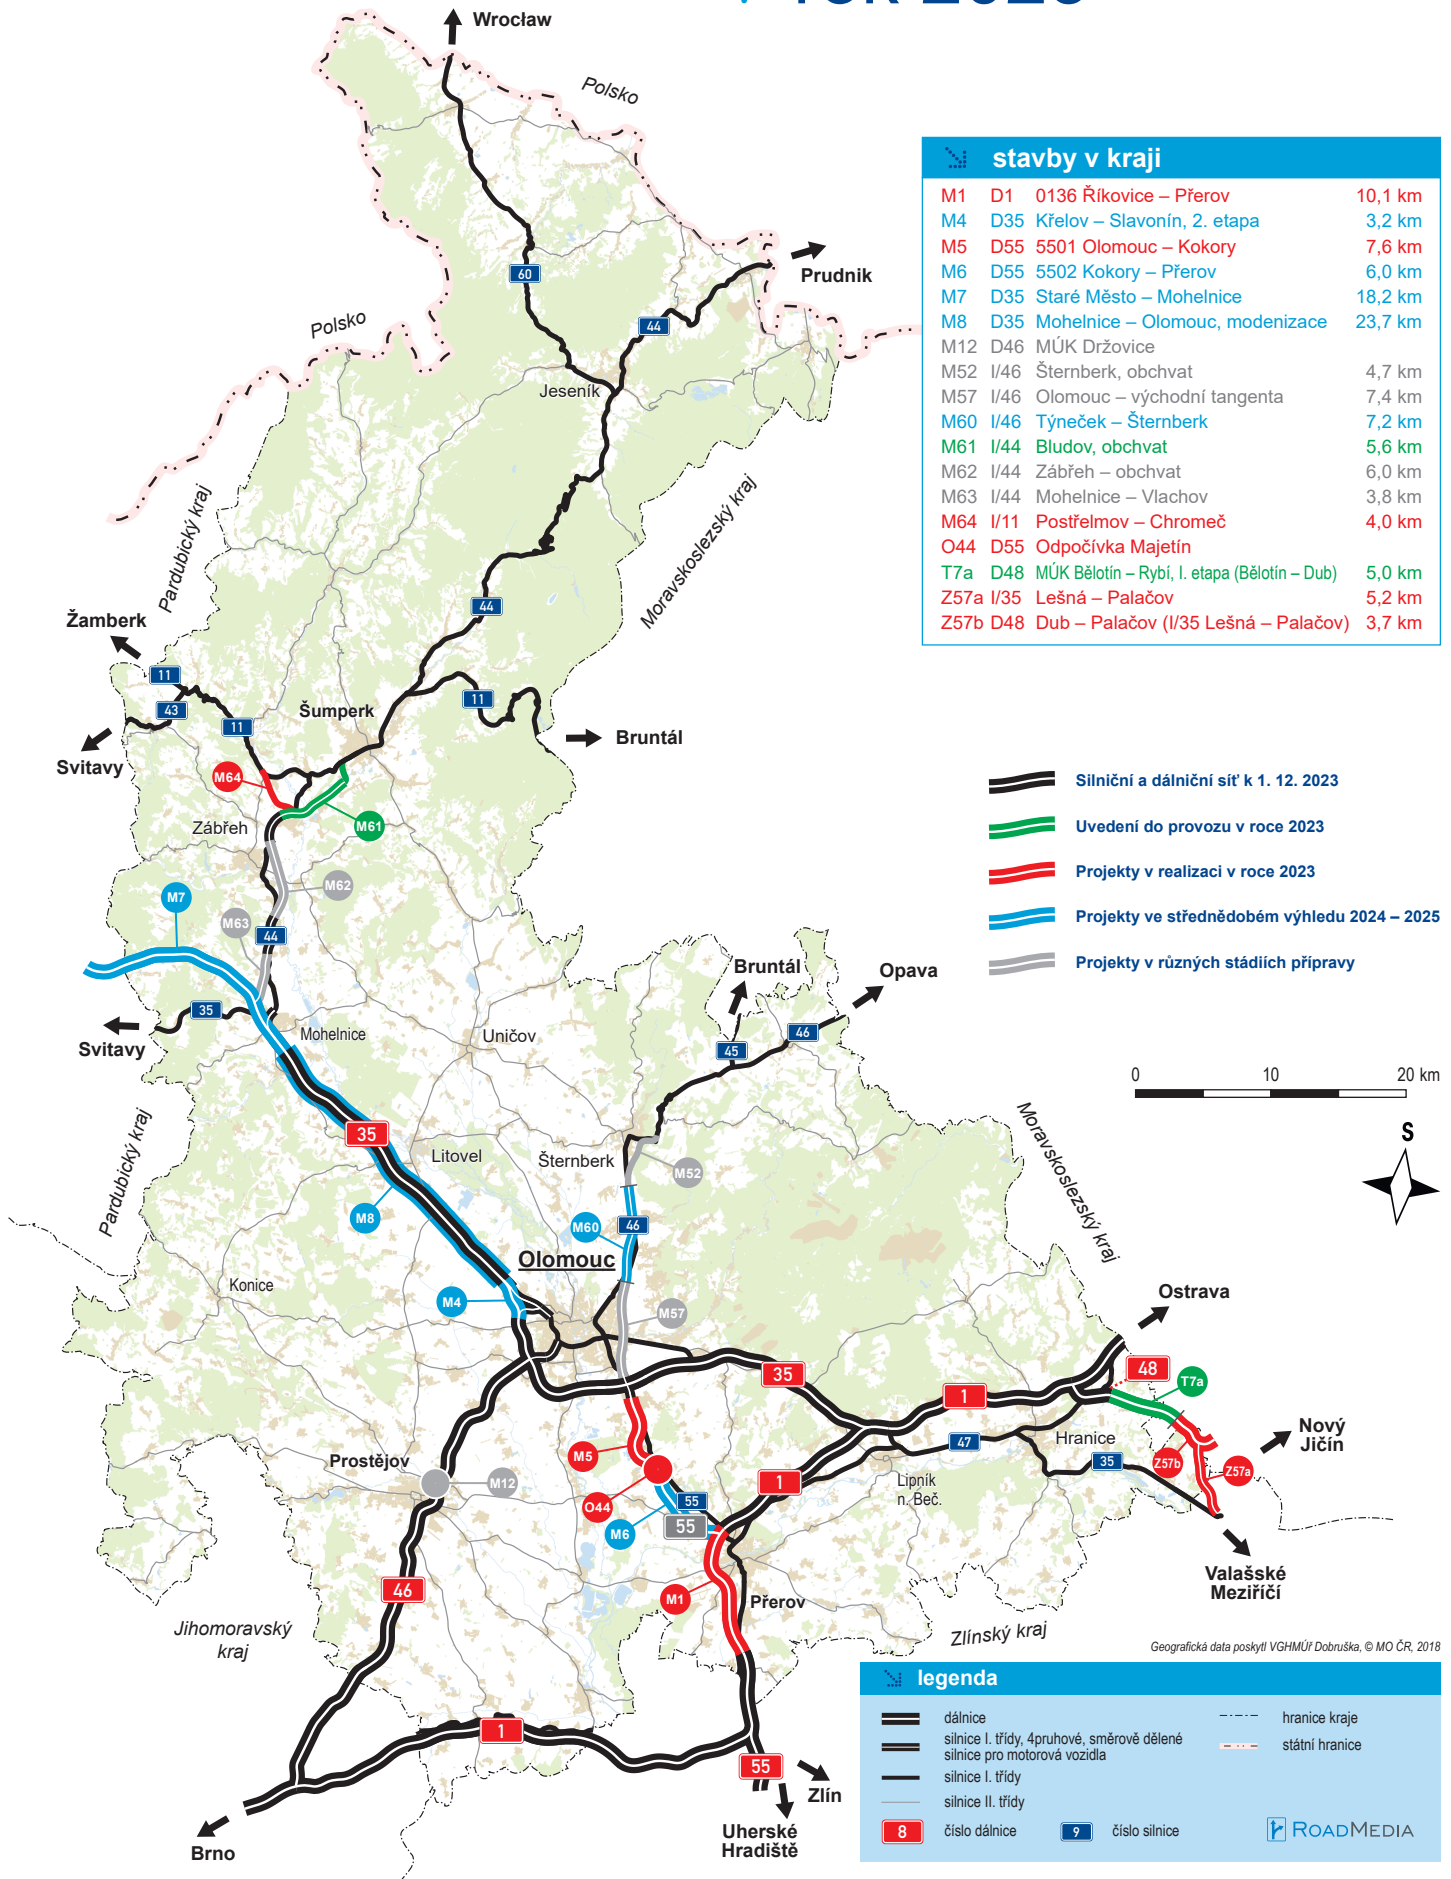 Wrocław
Polsko
stavby v kraji
M1 D1 0136 Říkovice – Přerov 10,1 km
M4 D35 Křelov – Slavonín, 2. etapa 3,2 km
M5 D55 5501 Olomouc – Kokory 7,6 km
M6 D55 5502 Kokory – Přerov 6,0 km
M7 D35 Staré Město – Mohelnice 18,2 km
M8 D35 Mohelnice – Olomouc, modenizace 23,7 km
M12 D46 MÚK Držovice
M52 I/46 Šternberk, obchvat 4,7 km
M57 I/46 Olomouc – východní tangenta 7,4 km
M60 I/46 Týneček – Šternberk 7,2 km
M61 I/44 Bludov, obchvat 5,6 km
M62 I/44 Zábřeh – obchvat 6,0 km
M63 I/44 Mohelnice – Vlachov 3,8 km
M64 I/11 Postřelmov – Chromeč 4,0 km
O44 D55 Odpočívka Majetín
T7a D48 MÚK Bělotín – Rybí, I. etapa (Bělotín – Dub) 5,0 km
Z57a I/35 Lešná – Palačov 5,2 km
Z57b D48 Dub – Palačov (I/35 Lešná – Palačov) 3,7 km
60
Prudnik
44
Polsko
Jeseník
Pardubický kraj
Moravskoslezský kraj
44
Žamberk
11
43
11
Šumperk
11
Svitavy
Bruntál
M64
M61
Zábřeh
Silniční a dálniční síť k 1. 12. 2023
Uvedení do provozu v roce 2023
Projekty v realizaci v roce 2023
Projekty ve střednědobém výhledu 2024 – 2025
Projekty v různých stádiích přípravy
M62
M7
M63
44
Bruntál
Opava
35
Svitavy
Mohelnice
Uničov
45
46
0 10 20 km
S
Pardubický kraj
35
Litovel
Šternberk
M52
Moravskoslezský kraj
M8
M60
46
Olomouc
Konice
M4
M57
Ostrava
35
1
48
T7a
Nový
Jičín
Hranice
47
35
Z57b
Z57a
Prostějov
M12
M5
O44
M6
55
55
1
Lipník
n. Beč.
Valašské
Meziříčí
46
M1
Přerov
Jihomoravský
kraj
Zlínský kraj
Geografická data poskytl VGHMÚř Dobruška, © MO ČR, 2018
1
55
Zlín
Uherské
Hradiště
Brno
legenda
dálnice
silnice I. třídy, 4pruhové, směrově dělené
silnice pro motorová vozidla
silnice I. třídy
silnice II. třídy
8 číslo dálnice 9 číslo silnice
hranice kraje
státní hranice
ROADMEDIA